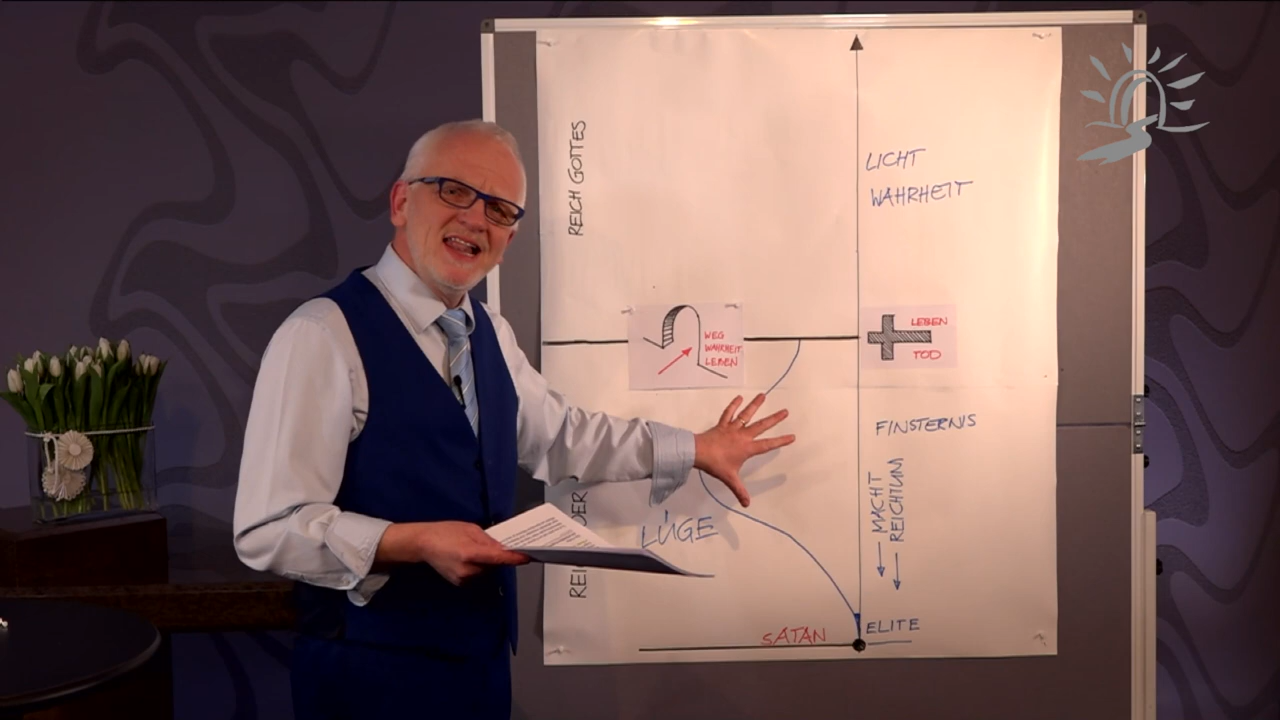 REICH GOTTES
LICHT
WAHRHEIT
WEG
WAHRHEIT
LEBEN
LEBEN
TOD
FINSTERNIS
MACHT
REICHTUM
LÜGE
ELITE
SATAN